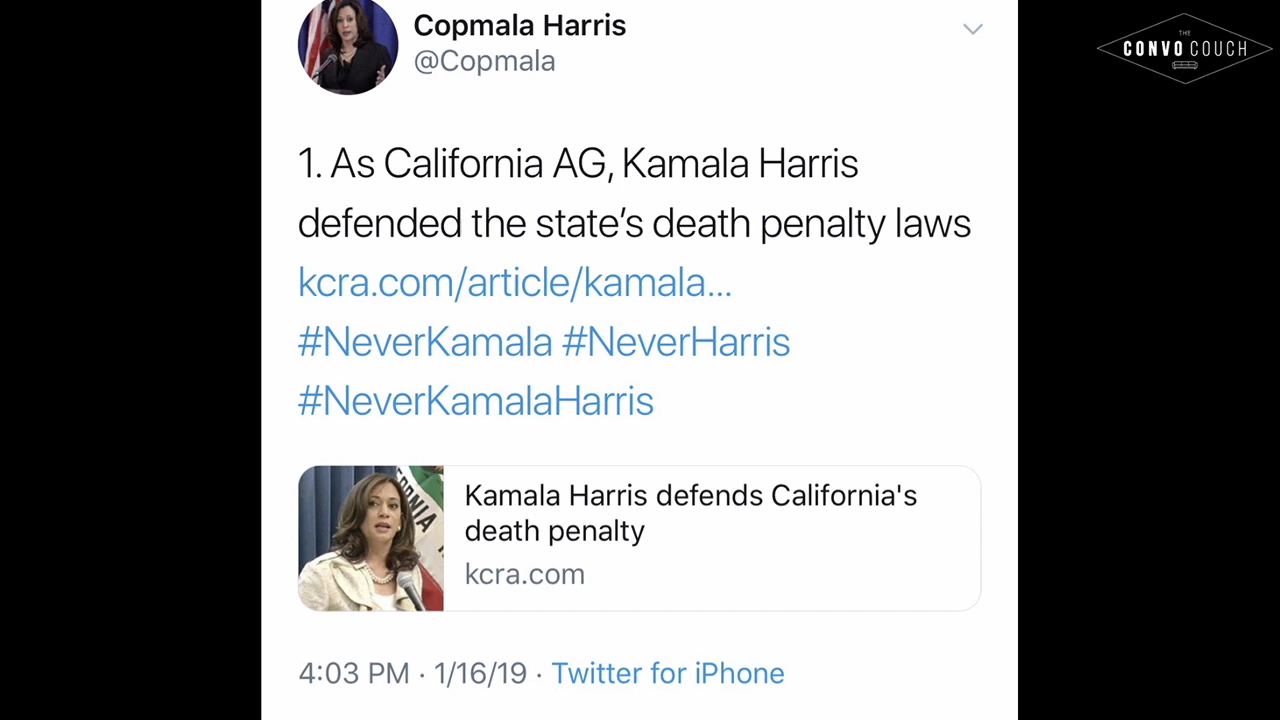 Copmala Harris
@Copmala
THE
CONVO COUCH
1. As California AG, Kamala Harris
defended the state's death penalty laws
kcra.com/article/kamala...
#NeverKamala #NeverHarris
#NeverKamalaHarris
Kamala Harris defends California's
death penalty
kcra.com
4:03 PM · 1/16/19 · Twitter for iPhone